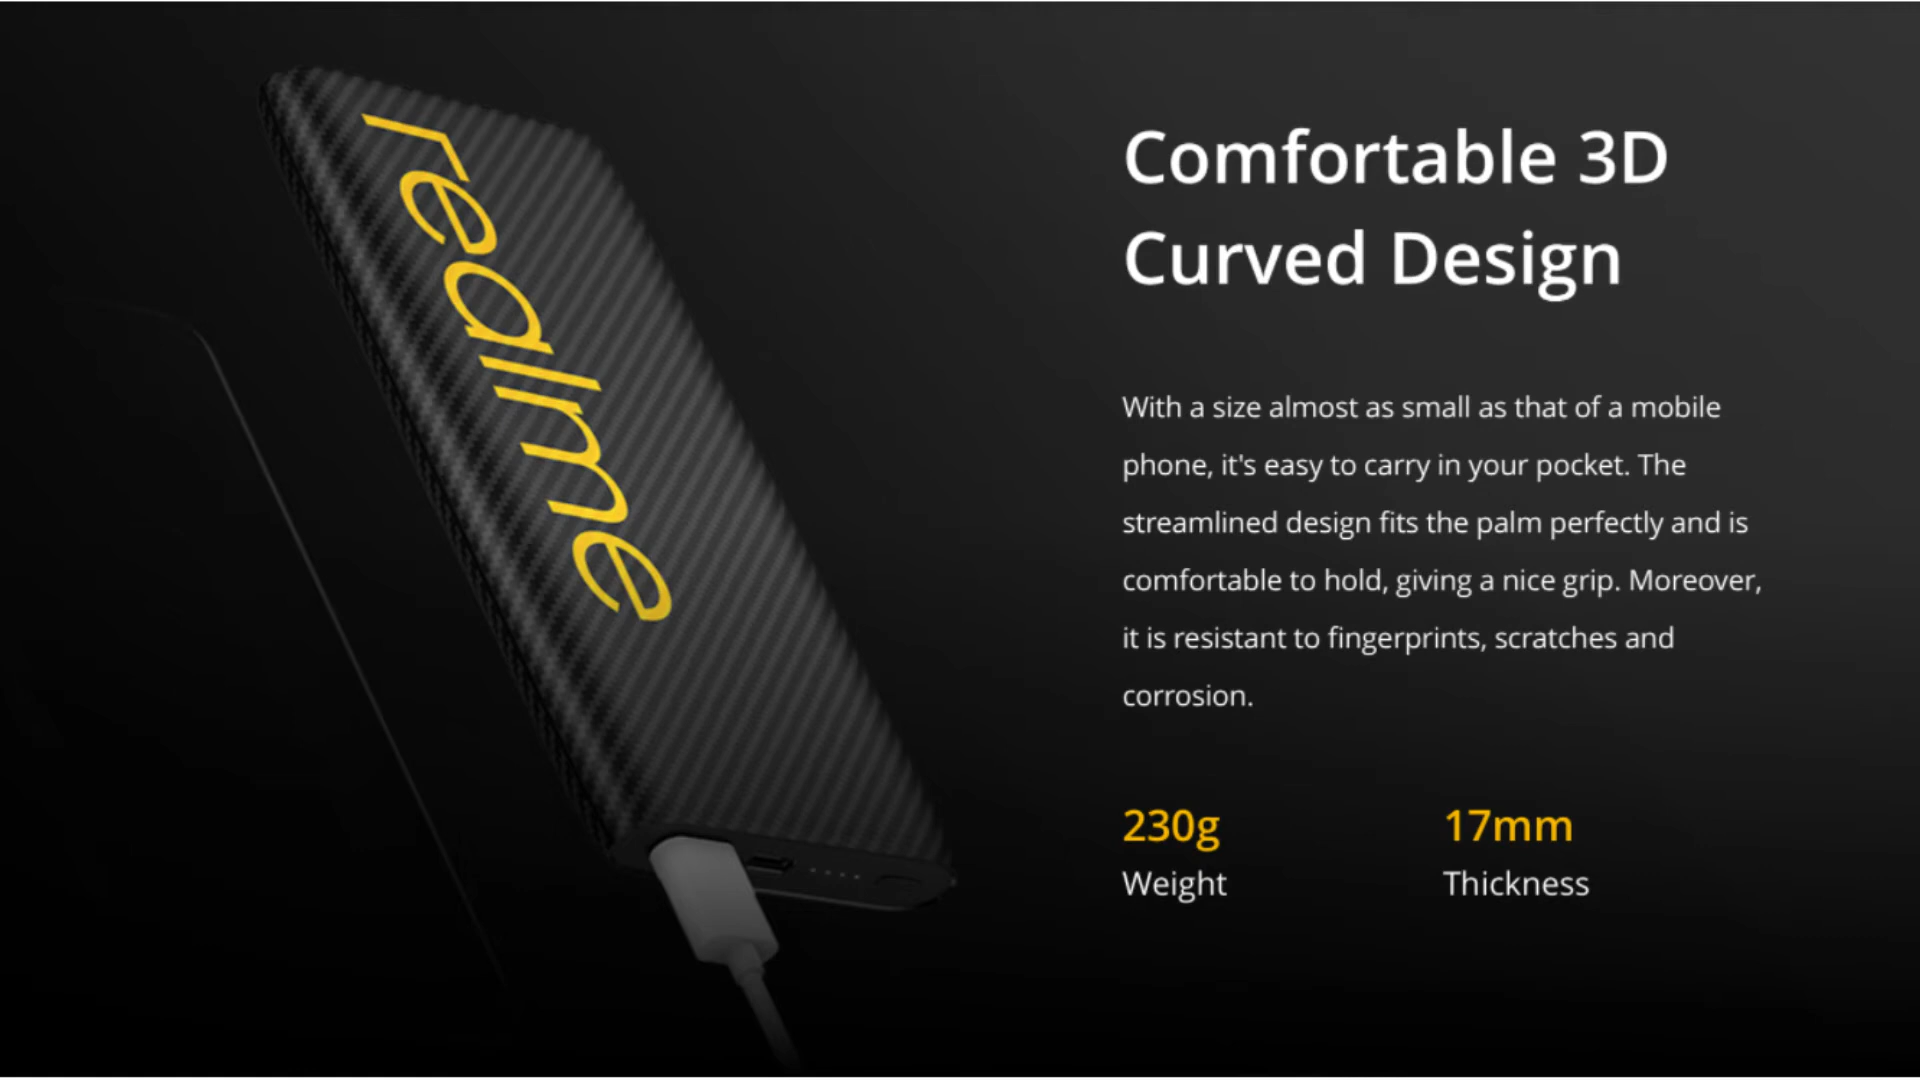 realme
Comfortable 3D
Curved Design
With a size almost as small as that of a mobile
phone, it's easy to carry in your pocket. The
streamlined design fits the palm perfectly and is
comfortable to hold, giving a nice grip. Moreover,
it is resistant to fingerprints, scratches and
corrosion.
230g
Weight
17mm
Thickness